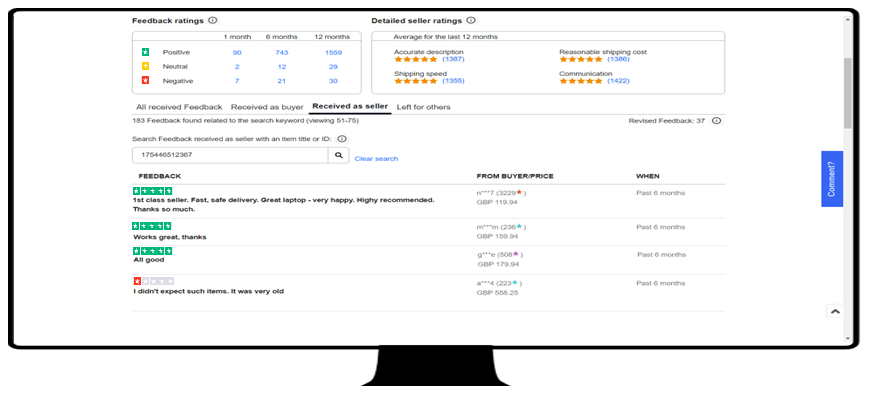 Feedback ratings
Detailed seller ratings
1 month 6 months 12 months
Average for the last 12 months
Positive 90 743 1559
Neutral 2 12 29
Negative 7 21 30
Accurate description
(1387)
Reasonable shipping cost
(1386)
Shipping speed
(1355)
Communication
(1422)
All received Feedback Received as buyer Received as seller Left for others
183 Feedback found related to the search keyword (viewing 51-75)
Revised Feedback: 37
Search Feedback received as seller with an item title or ID:
175446512367
Clear search
Comment?
FEEDBACK FROM BUYER/PRICE WHEN
1st class seller. Fast, safe delivery. Great laptop - very happy. Highy recommended.
Thanks so much.
n***7 (3229 )
GBP 119.94
Past 6 months
Works great, thanks
m***m (236 )
GBP 159.94
Past 6 months
All good
g***e (508 )
GBP 179.94
Past 6 months
I didn't expect such items. It was very old
a***4 (223 )
GBP 558.25
Past 6 months